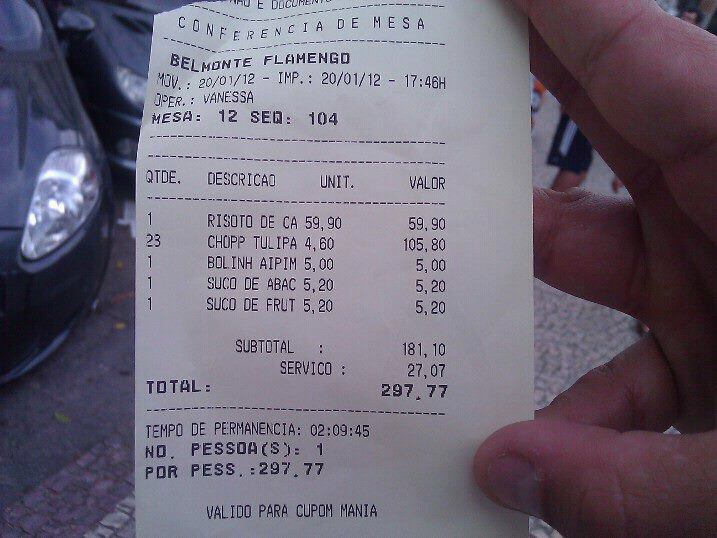 E DOCUMENTO
CONFERENCIA DE MESA
BELMONTE FLAMENGO
MOV.: 20/01/12 - IMP.: 20/01/12 - 17:46H
OPER.: VANESSA
MESA: 12 SEQ: 104
QTDE. DESCRICAO UNIT. VALOR
1 RISOTO DE CA 59,90 59,90
23 CHOPP TULIPA 4,60 105,80
1 BOLINH AIPIM 5,00 5,00
1 SUCO DE ABAC 5,20 5,20
1 SUCO DE FRUT 5,20 5,20
SUBTOTAL : 181,10
SERVICO : 27,07
TOTAL: 297,77
TEMPO DE PERMANENCIA: 02:09:45
NO. PESSOA(S): 1
POR PESS.:297,77
VALIDO PARA CUPOM MANIA